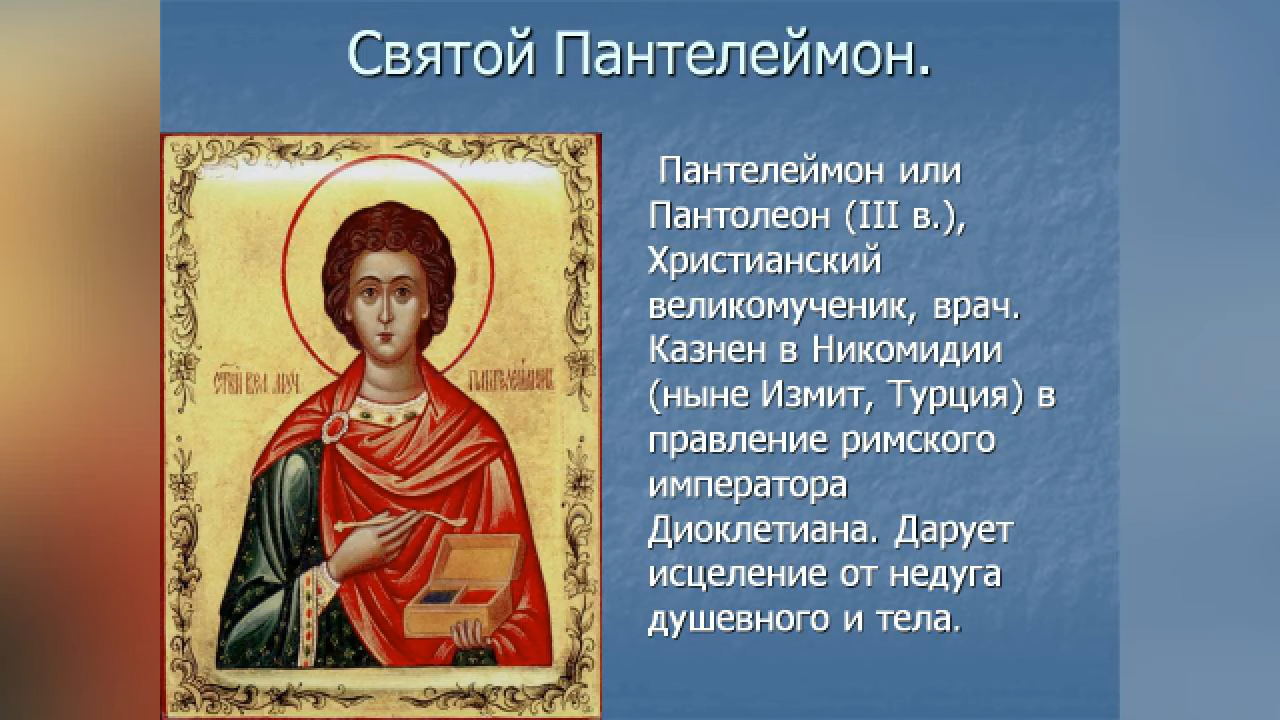 Святой Пантелеймон.
Пантелеймон или
Пантолеон (III в.),
Христианский
великомученик, врач.
Казнен в Никомидии
(ныне Измит, Турция) в
правление римского
императора
Диоклетиана. Дарует
исцеление от недуга
душевного и тела.